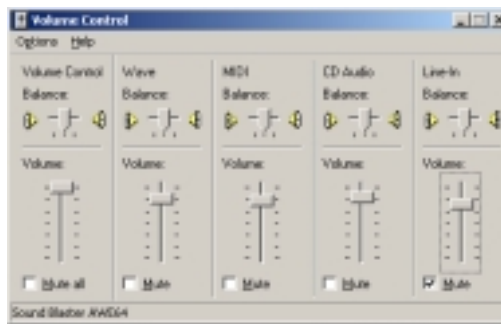 Volume Control
Options Help
Volume Control Wave MIDI CD Audio Line-In
Balance: Balance: Balance: Balance: Balance:
Volume: Volume: Volume: Volume: Volume:
Mute all Mute Mute Mute Mute
Sound Blaster AWE64